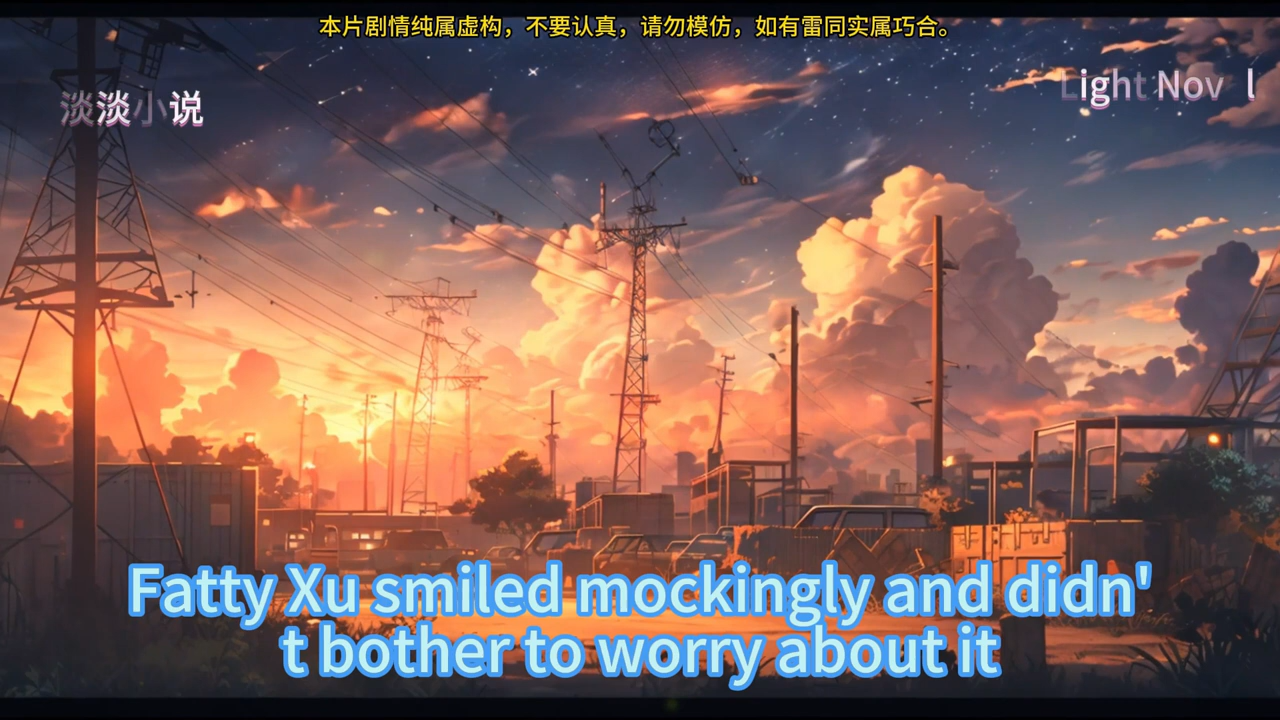 本片剧情纯属虚构，不要认真，请勿模仿，如有雷同实属巧合。
淡淡小说
Light Nov l
Fatty Xu smiled mockingly and didn'
t bother to worry about it